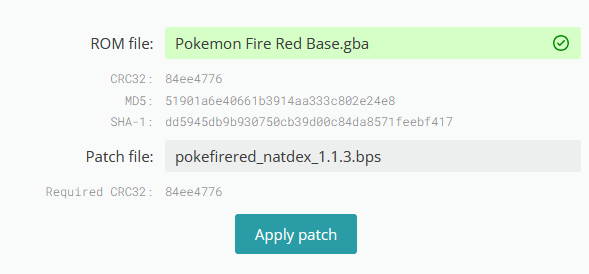 ROM file: Pokemon Fire Red Base.gba
CRC32: 84ee4776
MD5: 51901a6e40661b3914aa333c802e24e8
SHA-1: dd5945db9b930750cb39d00c84da8571feebf417
Patch file: pokefirered_natdex_1.1.3.bps
Required CRC32: 84ee4776
Apply patch